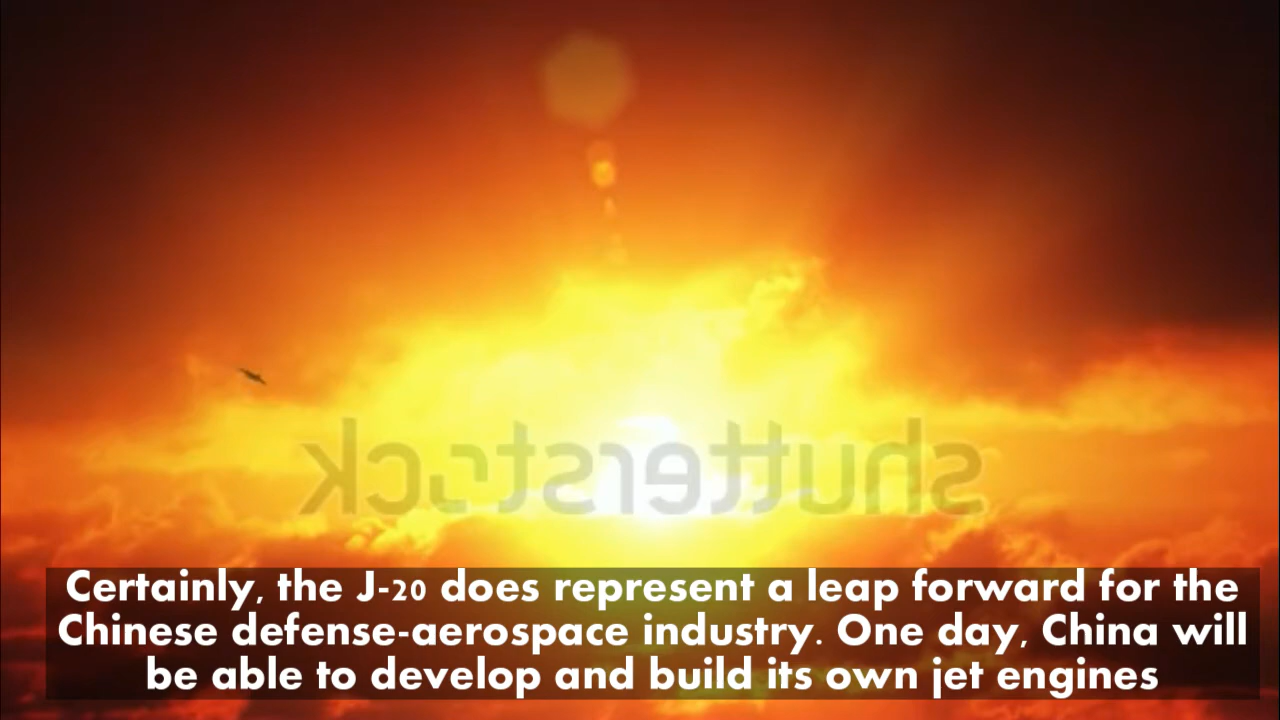 shutterstock
Certainly, the J-20 does represent a leap forward for the
Chinese defense-aerospace industry. One day, China will
be able to develop and build its own jet engines